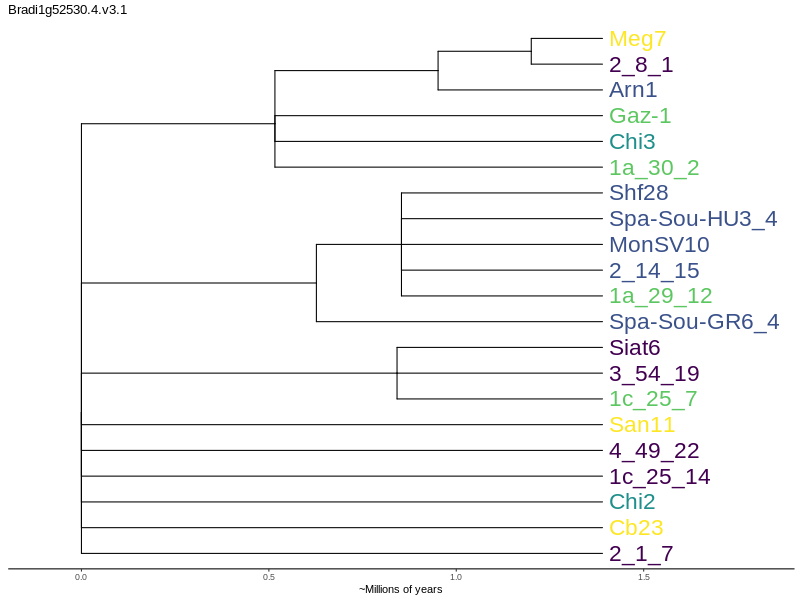 Bradi1g52530.4.v3.1
Meg7
2_8_1
Arn1
Gaz-1
Chi3
1a_30_2
Shf28
Spa-Sou-HU3_4
MonSV10
2_14_15
1a_29_12
Spa-Sou-GR6_4
Siat6
3_54_19
1c_25_7
San11
4_49_22
1c_25_14
Chi2
Cb23
2_1_7
0.0 0.5 1.0 1.5
~Millions of years